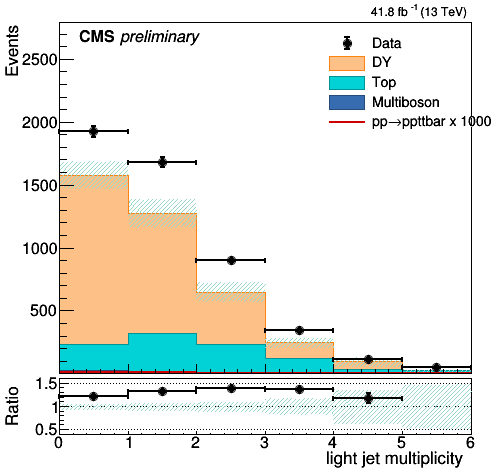 41.8 fb⁻¹ (13 TeV)
Events
CMS preliminary
Data
DY
Top
Multiboson
pp→ppttbar x 1000
2500
2000
1500
1000
500
Ratio
1.5
1
0.5
0 1 2 3 4 5 6
light jet multiplicity